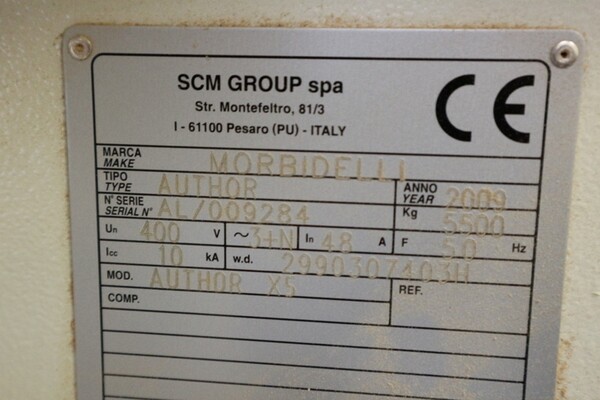 SCM GROUP spa
Str. Montefeltro, 81/3
I - 61100 Pesaro (PU) - ITALY
CE
MARCA
MAKE MORBIDELLI
TIPO
TYPE AUTHOR ANNO
YEAR 2009
N° SERIE
SERIAL N° AL/009284 Kg 5500
Un 400 V ~ 3+N In 48 A F 50 Hz
Icc 10 kA w.d. 2990307403H
MOD. AUTHOR X5 REF.
COMP.